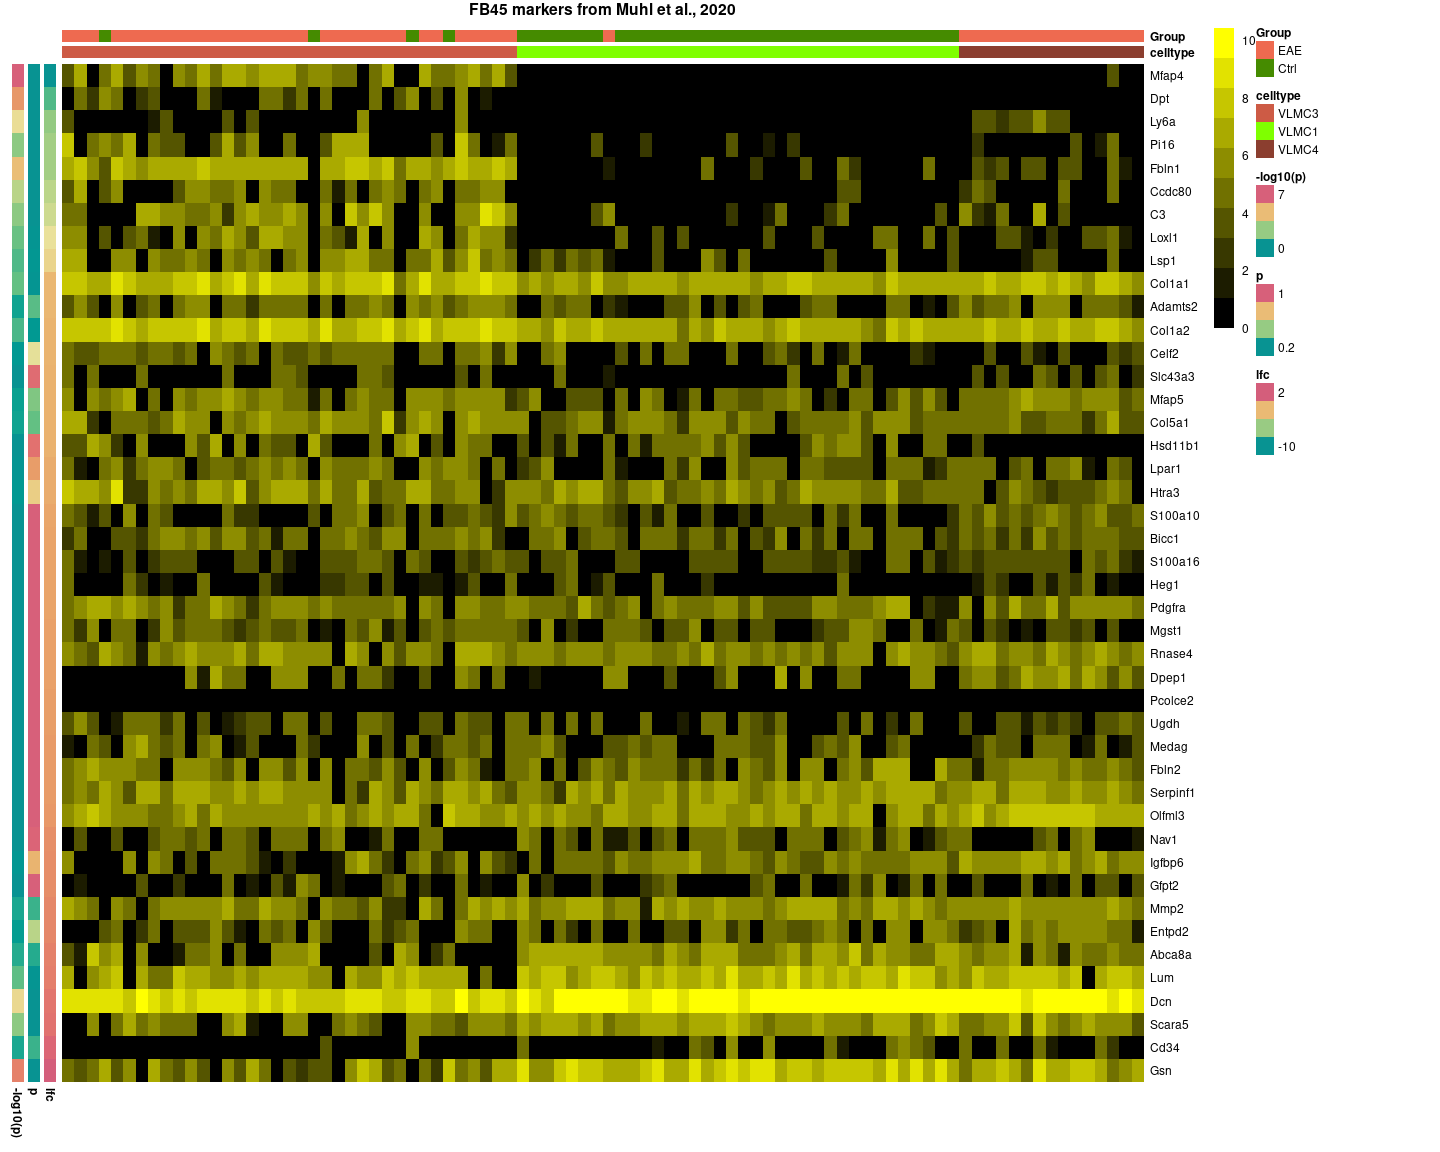 FB45 markers from Muhl et al., 2020
Group
celltype
Mfap4
Dpt
Ly6a
Pi16
Fbln1
Ccdc80
C3
Loxl1
Lsp1
Col1a1
Adamts2
Col1a2
Celf2
Slc43a3
Mfap5
Col5a1
Hsd11b1
Lpar1
Htra3
S100a10
Bicc1
S100a16
Heg1
Pdgfra
Mgst1
Rnase4
Dpep1
Pcolce2
Ugdh
Medag
Fbln2
Serpinf1
Olfml3
Nav1
Igfbp6
Gfpt2
Mmp2
Entpd2
Abca8a
Lum
Dcn
Scara5
Cd34
Gsn
-log10(p)
p
lfc
10
8
6
4
2
0
Group
EAE
Ctrl
celltype
VLMC3
VLMC1
VLMC4
-log10(p)
7
0
p
1
0.2
lfc
2
-10